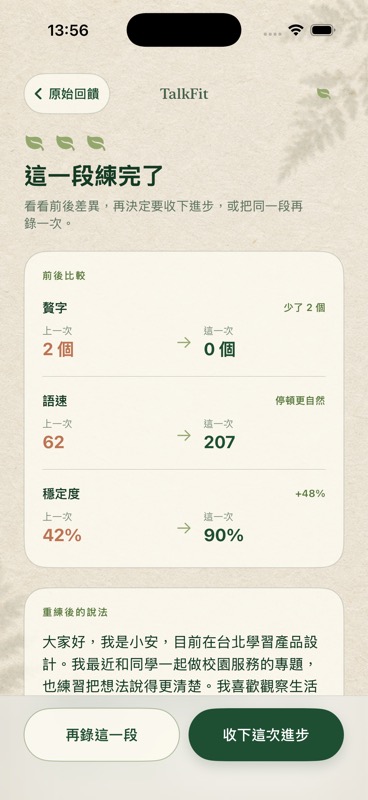 13:56
原始回饋
TalkFit
這一段練完了
看看前後差異，再決定要收下進步，或把同一段再
錄一次。
前後比較
贅字
少了 2 個
上一次
這一次
2 個
→
0 個
語速
停頓更自然
上一次
這一次
62
→
207
穩定度
+48%
上一次
這一次
42%
→
90%
重練後的說法
大家好，我是小安，目前在台北學習產品設
計。我最近和同學一起做校園服務的專題，
也練習把想法說得更清楚。我喜歡觀察生活
再錄這一段
收下這次進步